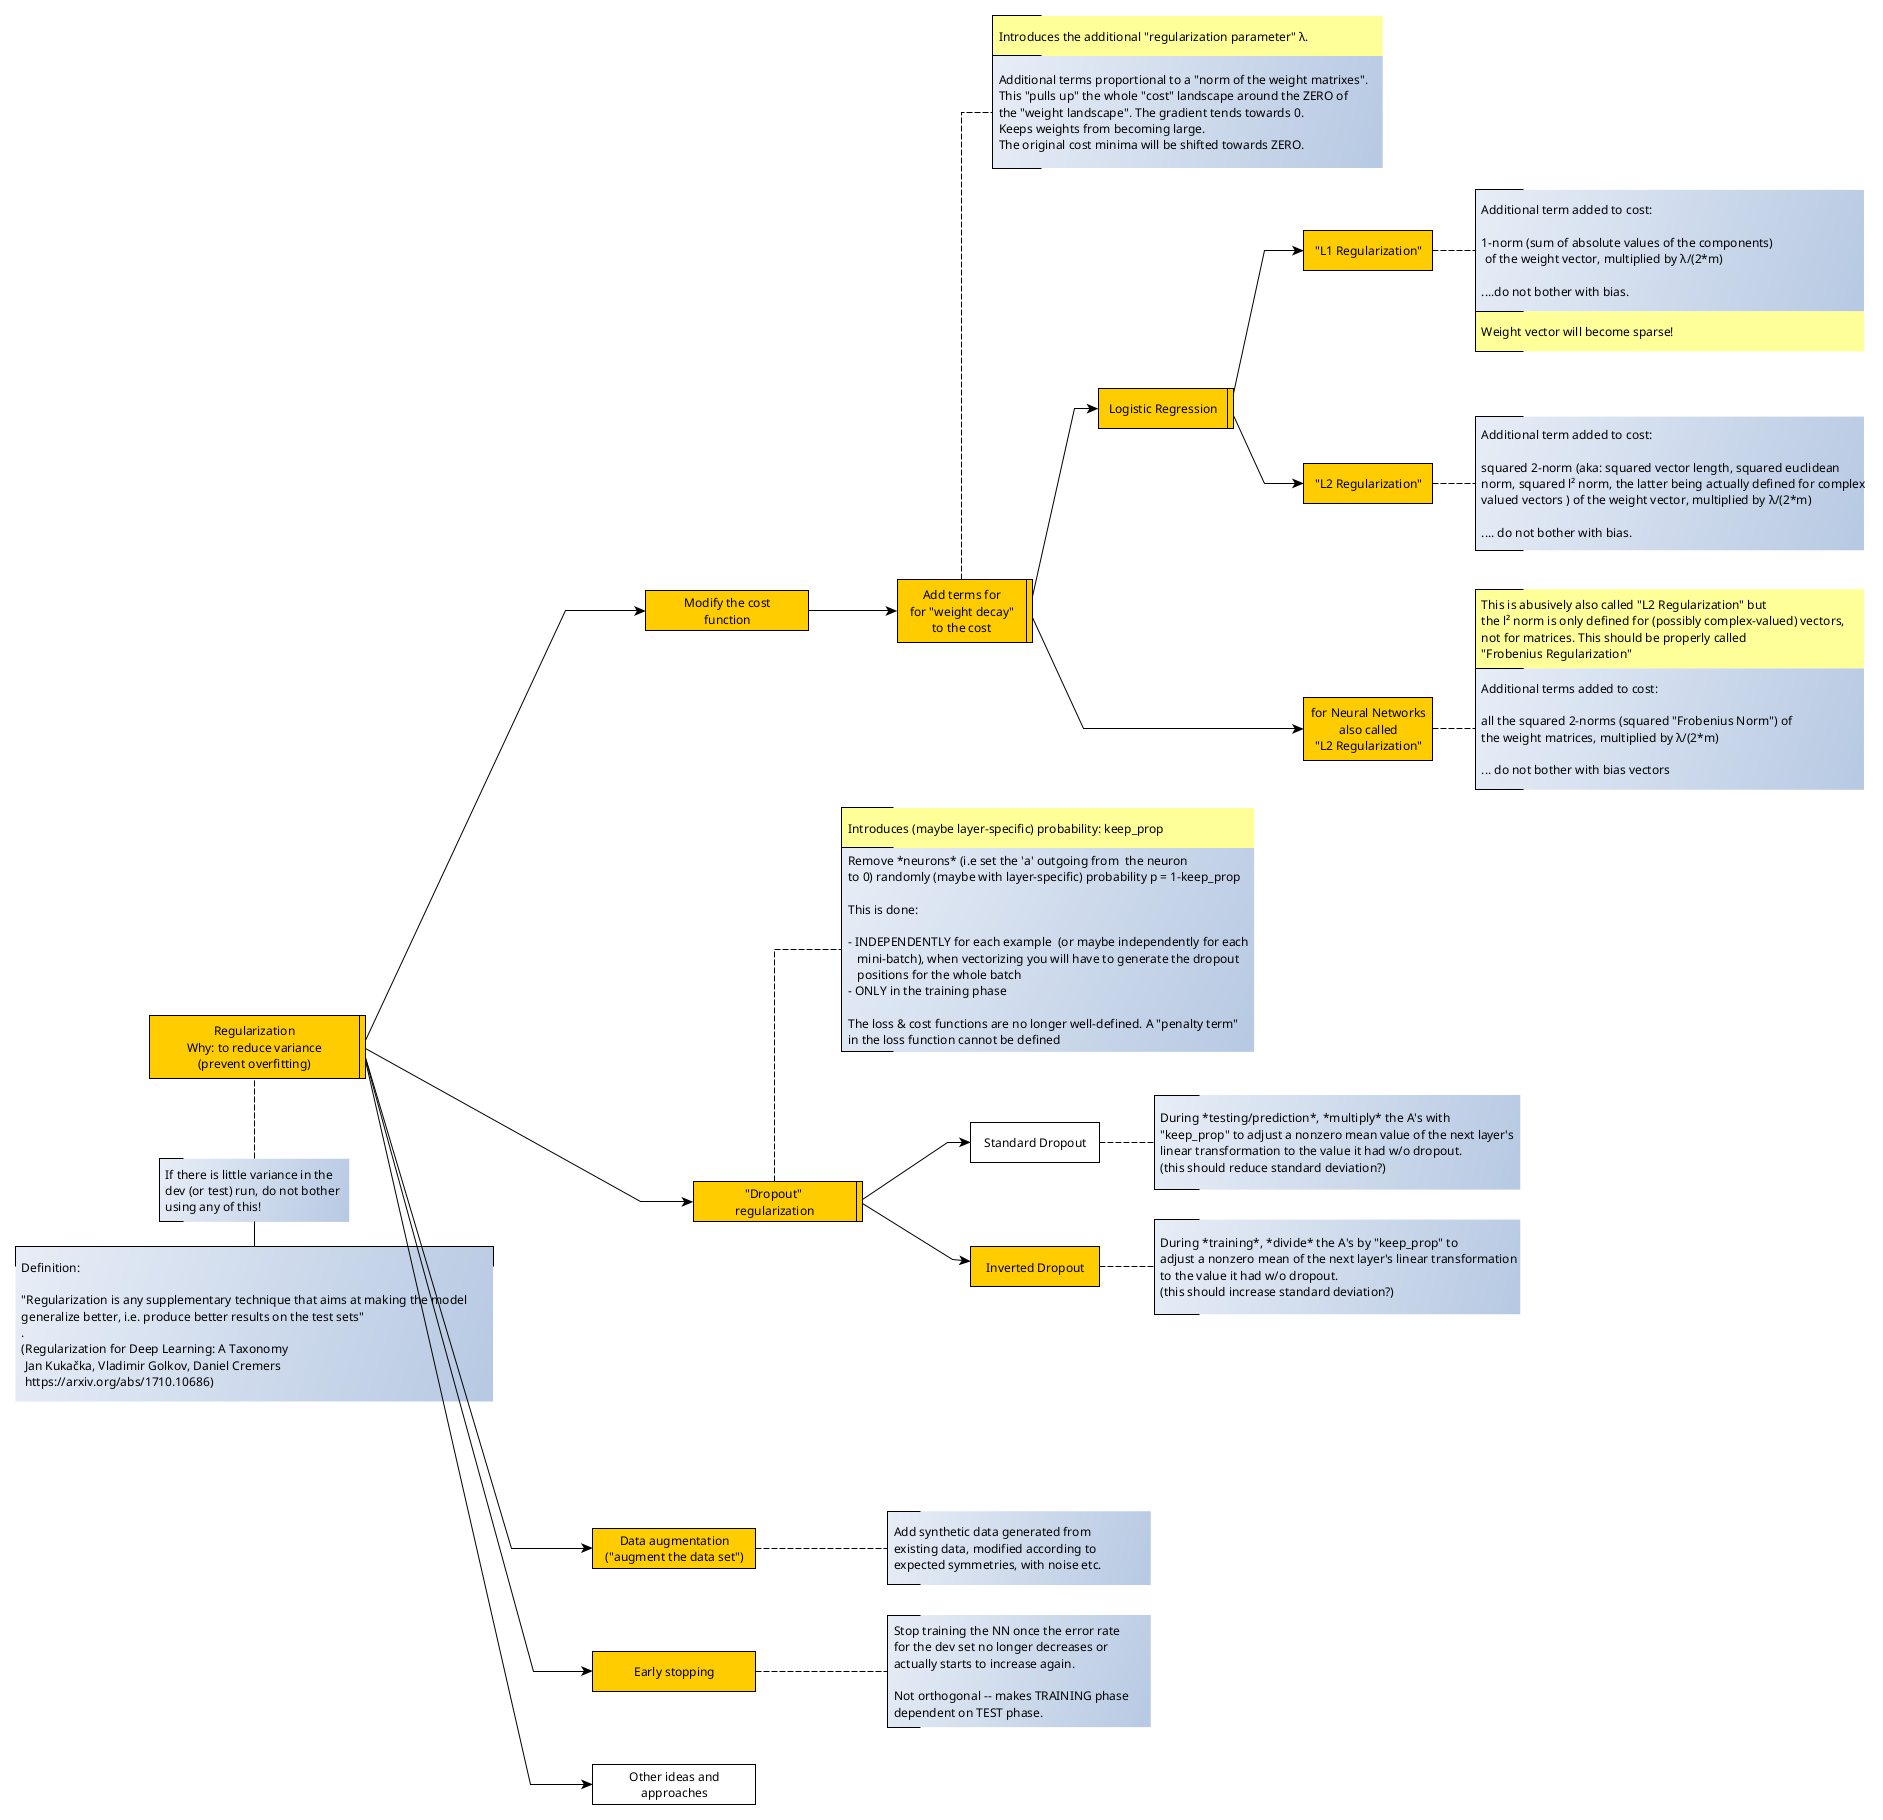 Introduces the additional "regularization parameter" λ.
Additional terms proportional to a "norm of the weight matrixes".
This "pulls up" the whole "cost" landscape around the ZERO of
the "weight landscape". The gradient tends towards 0.
Keeps weights from becoming large.
The original cost minima will be shifted towards ZERO.
"L1 Regularization"
Additional term added to cost:
1-norm (sum of absolute values of the components)
of the weight vector, multiplied by λ/(2*m)
....do not bother with bias.
Weight vector will become sparse!
Logistic Regression
"L2 Regularization"
Additional term added to cost:
squared 2-norm (aka: squared vector length, squared euclidean
norm, squared l² norm, the latter being actually defined for complex
valued vectors ) of the weight vector, multiplied by λ/(2*m)
.... do not bother with bias.
Modify the cost
function
Add terms for
for "weight decay"
to the cost
This is abusively also called "L2 Regularization" but
the l² norm is only defined for (possibly complex-valued) vectors,
not for matrices. This should be properly called
"Frobenius Regularization"
for Neural Networks
also called
"L2 Regularization"
Additional terms added to cost:
all the squared 2-norms (squared "Frobenius Norm") of
the weight matrices, multiplied by λ/(2*m)
... do not bother with bias vectors
Introduces (maybe layer-specific) probability: keep_prop
Remove *neurons* (i.e set the 'a' outgoing from  the neuron
to 0) randomly (maybe with layer-specific) probability p = 1-keep_prop
This is done:
- INDEPENDENTLY for each example  (or maybe independently for each
mini-batch), when vectorizing you will have to generate the dropout
positions for the whole batch
- ONLY in the training phase
The loss & cost functions are no longer well-defined. A "penalty term"
in the loss function cannot be defined
Regularization
Why: to reduce variance
(prevent overfitting)
If there is little variance in the
dev (or test) run, do not bother
using any of this!
Definition:
"Regularization is any supplementary technique that aims at making the model
generalize better, i.e. produce better results on the test sets"
.
(Regularization for Deep Learning: A Taxonomy
Jan Kukačka, Vladimir Golkov, Daniel Cremers
https://arxiv.org/abs/1710.10686)
"Dropout"
regularization
Standard Dropout
During *testing/prediction*, *multiply* the A's with
"keep_prop" to adjust a nonzero mean value of the next layer's
linear transformation to the value it had w/o dropout.
(this should reduce standard deviation?)
Inverted Dropout
During *training*, *divide* the A's by "keep_prop" to
adjust a nonzero mean of the next layer's linear transformation
to the value it had w/o dropout.
(this should increase standard deviation?)
Data augmentation
("augment the data set")
Add synthetic data generated from
existing data, modified according to
expected symmetries, with noise etc.
Early stopping
Stop training the NN once the error rate
for the dev set no longer decreases or
actually starts to increase again.
Not orthogonal -- makes TRAINING phase
dependent on TEST phase.
Other ideas and
approaches